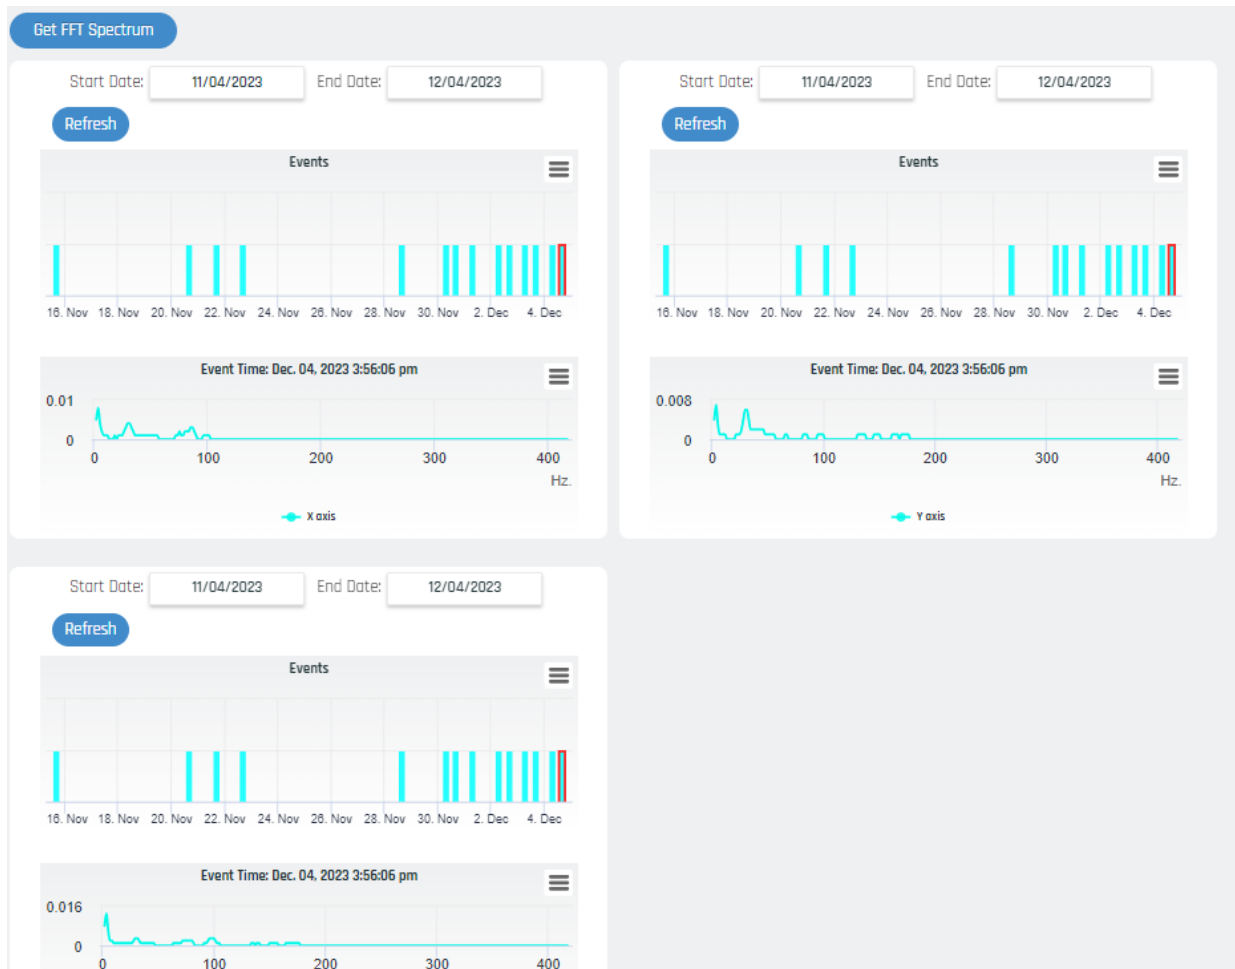 Get FFT Spectrum
Start Date: 11/04/2023 End Date: 12/04/2023
Refresh
Events
16. Nov 18. Nov 20. Nov 22. Nov 24. Nov 26. Nov 28. Nov 30. Nov 2. Dec 4. Dec
Event Time: Dec. 04, 2023 3:56:06 pm
0.01
0
0 100 200 300 400
Hz.
X axis
Start Date: 11/04/2023 End Date: 12/04/2023
Refresh
Events
16. Nov 18. Nov 20. Nov 22. Nov 24. Nov 26. Nov 28. Nov 30. Nov 2. Dec 4. Dec
Event Time: Dec. 04, 2023 3:56:06 pm
0.008
0
0 100 200 300 400
Hz.
Y axis
Start Date: 11/04/2023 End Date: 12/04/2023
Refresh
Events
16. Nov 18. Nov 20. Nov 22. Nov 24. Nov 26. Nov 28. Nov 30. Nov 2. Dec 4. Dec
Event Time: Dec. 04, 2023 3:56:06 pm
0.016
0
0 100 200 300 400